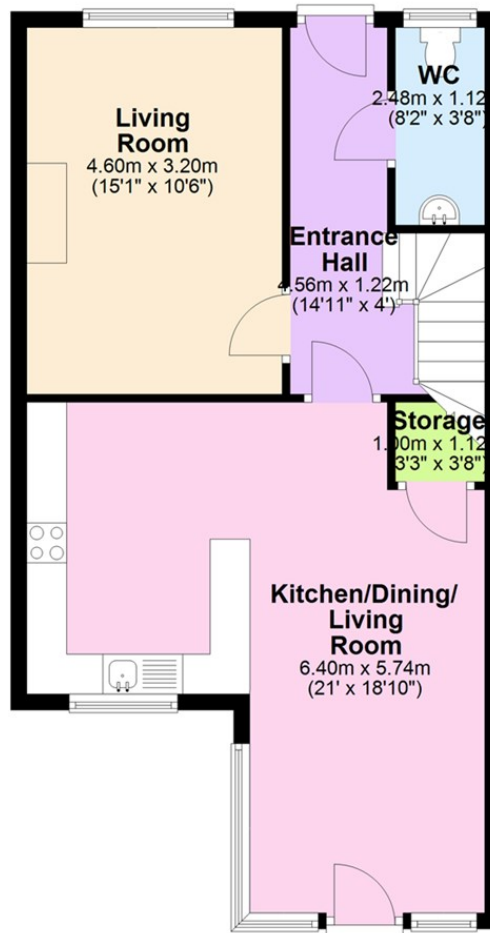 Living
Room
4.60m x 3.20m
(15'1" x 10'6")
WC
2.48m x 1.12
(8'2" x 3'8")
Entrance
Hall
4.56m x 1.22m
(14'11" x 4')
Storage
1.00m x 1.12
(3'3" x 3'8")
Kitchen/Dining/
Living
Room
6.40m x 5.74m
(21' x 18'10")